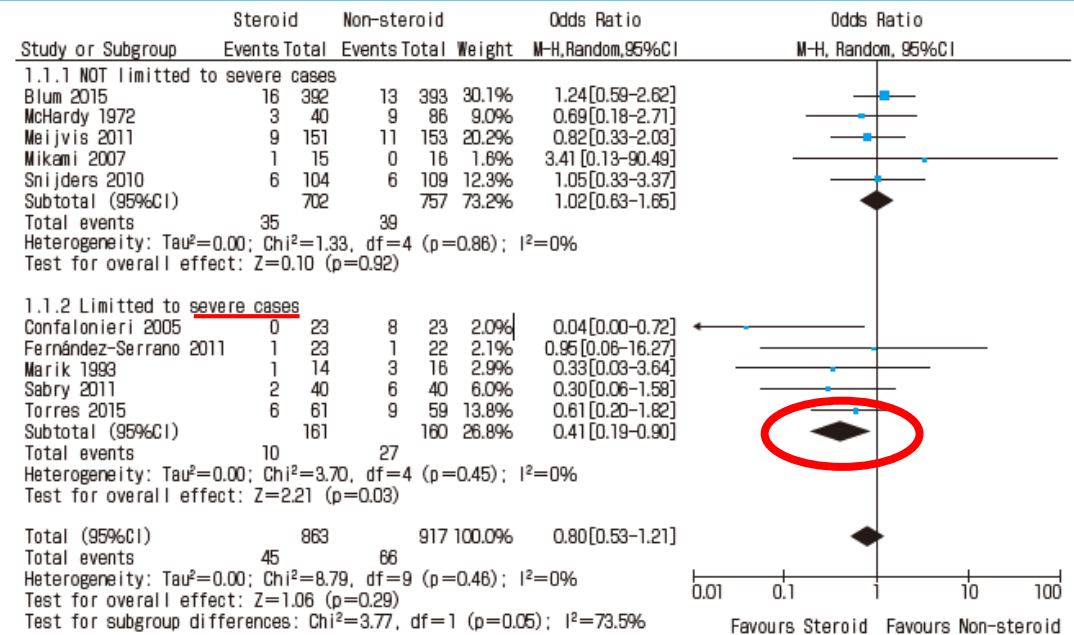 Steroid Non-steroid Odds Ratio Odds Ratio
Study or Subgroup Events Total Events Total Weight M-H,Random,95%CI M-H, Random, 95%CI
1.1.1 NOT limitted to severe cases
Blum 2015 16 392 13 393 30.1% 1.24[0.59-2.62]
McHardy 1972 3 40 9 86 9.0% 0.69[0.18-2.71]
Meijvis 2011 9 151 11 153 20.2% 0.82[0.33-2.03]
Mikami 2007 1 15 0 16 1.6% 3.41[0.13-90.49]
Snijders 2010 6 104 6 109 12.3% 1.05[0.33-3.37]
Subtotal (95%CI) 702 757 73.2% 1.02[0.63-1.65]
Total events 35 39
Heterogeneity: Tau²=0.00; Chi²=1.33, df=4 (p=0.86); I²=0%
Test for overall effect: Z=0.10 (p=0.92)
1.1.2 Limitted to severe cases
Confalonieri 2005 0 23 8 23 2.0% 0.04[0.00-0.72]
Fernández-Serrano 2011 1 23 1 22 2.1% 0.95[0.06-16.27]
Marik 1993 1 14 3 16 2.9% 0.33[0.03-3.64]
Sabry 2011 2 40 6 40 6.0% 0.30[0.06-1.58]
Torres 2015 6 61 9 59 13.8% 0.61[0.20-1.82]
Subtotal (95%CI) 161 160 26.8% 0.41[0.19-0.90]
Total events 10 27
Heterogeneity: Tau²=0.00; Chi²=3.70, df=4 (p=0.45); I²=0%
Test for overall effect: Z=2.21 (p=0.03)
Total (95%CI) 863 917 100.0% 0.80[0.53-1.21]
Total events 45 66
Heterogeneity: Tau²=0.00; Chi²=8.79, df=9 (p=0.46); I²=0%
Test for overall effect: Z=1.06 (p=0.29)
Test for subgroup differences: Chi²=3.77, df=1 (p=0.05); I²=73.5%
0.01 0.1 1 10 100
Favours Steroid Favours Non-steroid